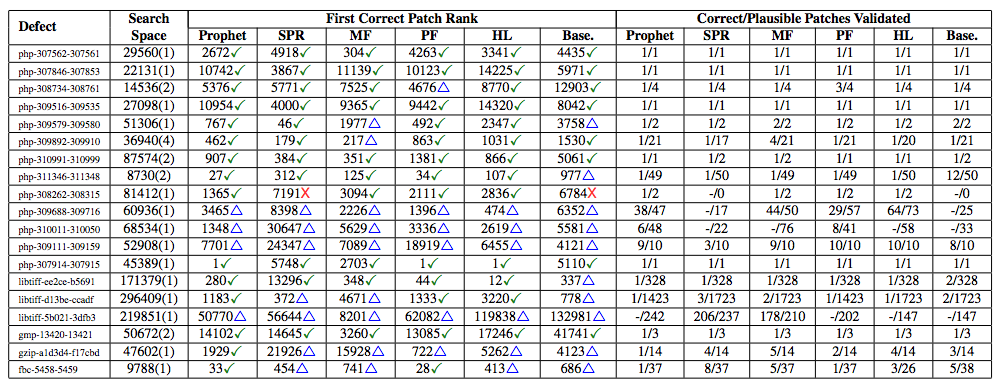 Defect Search Space First Correct Patch Rank Correct/Plausible Patches Validated
Prophet SPR MF PF HL Base. Prophet SPR MF PF HL Base.
php-307562-307561 29560(1) 2672✓ 4918✓ 304✓ 4263✓ 3341✓ 4435✓ 1/1 1/1 1/1 1/1 1/1 1/1
php-307846-307853 22131(1) 10742✓ 3867✓ 11139✓ 10123✓ 14225✓ 5971✓ 1/1 1/1 1/1 1/1 1/1 1/1
php-308734-308761 14536(2) 5376✓ 5771✓ 7525✓ 4676△ 8770✓ 12903✓ 1/4 1/4 1/4 3/4 1/4 1/4
php-309516-309535 27098(1) 10954✓ 4000✓ 9365✓ 9442✓ 14320✓ 8042✓ 1/1 1/1 1/1 1/1 1/1 1/1
php-309579-309580 51306(1) 767✓ 46✓ 1977△ 492✓ 2347✓ 3758△ 1/2 1/2 2/2 1/2 1/2 2/2
php-309892-309910 36940(4) 462✓ 179✓ 217△ 863✓ 1031✓ 1530✓ 1/21 1/17 4/21 1/21 1/20 1/21
php-310991-310999 87574(2) 907✓ 384✓ 351✓ 1381✓ 866✓ 5061✓ 1/1 1/2 1/1 1/1 1/1 1/2
php-311346-311348 8730(2) 27✓ 312✓ 125✓ 34✓ 107✓ 977△ 1/49 1/50 1/49 1/49 1/50 12/50
php-308262-308315 81412(1) 1365✓ 7191X 3094✓ 2111✓ 2836✓ 6784X 1/2 -/0 1/2 1/2 1/2 -/0
php-309688-309716 60936(1) 3465△ 8398△ 2226△ 1396△ 474△ 6352△ 38/47 -/17 44/50 29/57 64/73 -/25
php-310011-310050 68534(1) 1348△ 30647△ 5629△ 3336△ 2619△ 5581△ 6/48 -/22 -/76 8/41 -/58 -/33
php-309111-309159 52908(1) 7701△ 24347△ 7089△ 18919△ 6455△ 4121△ 9/10 3/10 9/10 10/10 10/10 8/10
php-307914-307915 45389(1) 1✓ 5748✓ 2703✓ 1✓ 1✓ 5110✓ 1/1 1/1 1/1 1/1 1/1 1/1
libtiff-ee2ce-b5691 171379(1) 280✓ 13296✓ 348✓ 44✓ 12✓ 337△ 1/328 1/328 1/328 1/328 1/328 2/328
libtiff-d13be-ccadf 296409(1) 1183✓ 372△ 4671△ 1333✓ 3220✓ 778△ 1/1423 3/1723 2/1723 1/1423 1/1723 2/1723
libtiff-5b021-3dfb3 219851(1) 50770△ 56644△ 8201△ 62082△ 119838△ 132981△ -/242 206/237 178/210 -/202 -/147 -/147
gmp-13420-13421 50672(2) 14102✓ 14645✓ 3260✓ 13085✓ 17246✓ 41741✓ 1/3 1/3 1/3 1/3 1/3 1/3
gzip-a1d3d4-f17cbd 47602(1) 1929✓ 21926△ 15928△ 722△ 5262△ 4123△ 1/14 4/14 5/14 2/14 4/14 3/14
fbc-5458-5459 9788(1) 33✓ 454△ 741△ 28✓ 413△ 686△ 1/37 8/37 5/37 1/37 3/26 5/38